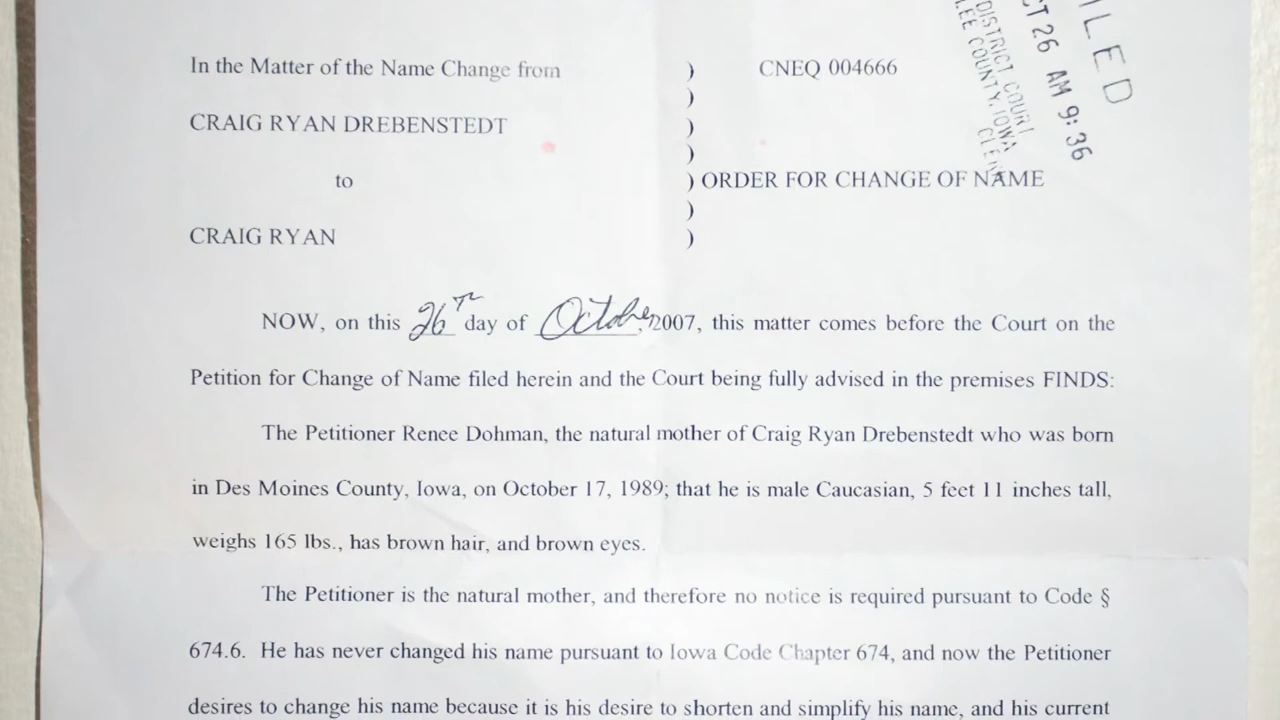 ILED
CT 26 AM 9:36
DISTRICT COURT
LEE COUNTY, IOWA
In the Matter of the Name Change from ) CNEQ 004666
)
CRAIG RYAN DREBENSTEDT )
)
to ) ORDER FOR CHANGE OF NAME
)
CRAIG RYAN )
NOW, on this 26TH day of October, 2007, this matter comes before the Court on the
Petition for Change of Name filed herein and the Court being fully advised in the premises FINDS:
The Petitioner Renee Dohman, the natural mother of Craig Ryan Drebenstedt who was born
in Des Moines County, Iowa, on October 17, 1989; that he is male Caucasian, 5 feet 11 inches tall,
weighs 165 lbs., has brown hair, and brown eyes.
The Petitioner is the natural mother, and therefore no notice is required pursuant to Code §
674.6. He has never changed his name pursuant to Iowa Code Chapter 674, and now the Petitioner
desires to change his name because it is his desire to shorten and simplify his name, and his current